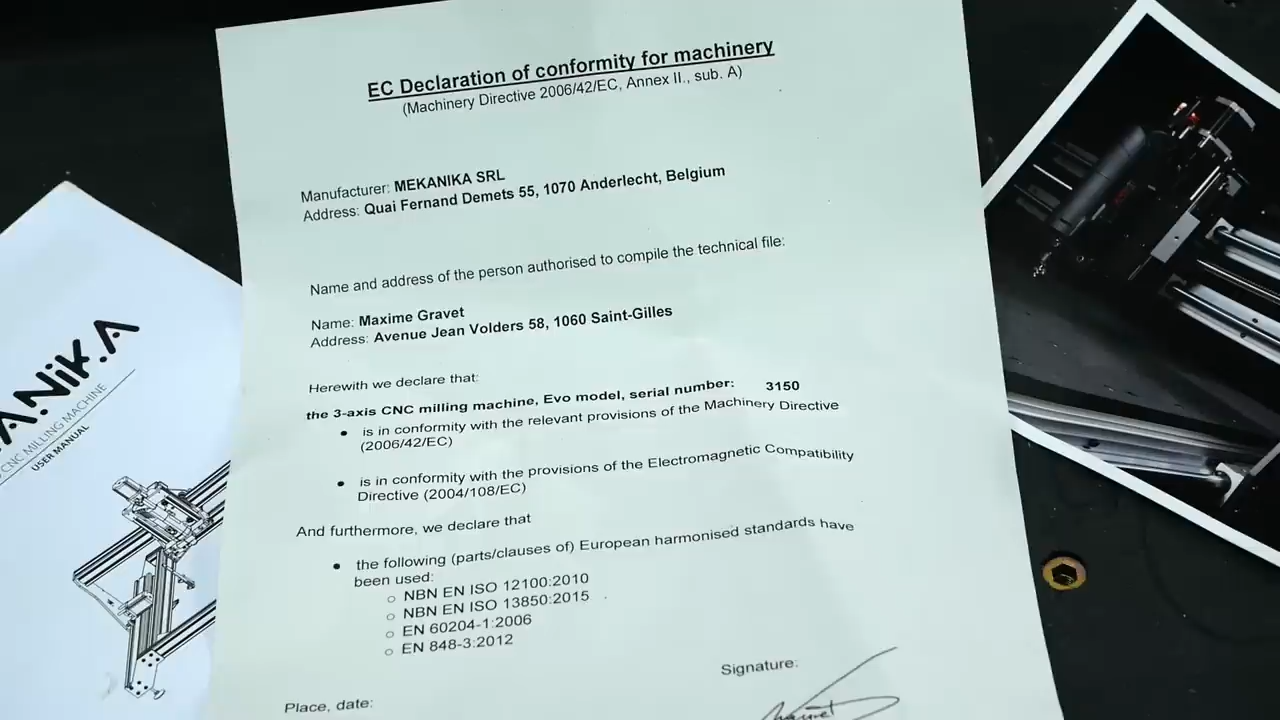 EC Declaration of conformity for machinery
(Machinery Directive 2006/42/EC, Annex II., sub. A)
Manufacturer: MEKANIKA SRL
Address: Quai Fernand Demets 55, 1070 Anderlecht, Belgium
Name and address of the person authorised to compile the technical file:
Name: Maxime Gravet
Address: Avenue Jean Volders 58, 1060 Saint-Gilles
Herewith we declare that:
the 3-axis CNC milling machine, Evo model, serial number: 3150
• is in conformity with the relevant provisions of the Machinery Directive
(2006/42/EC)
• is in conformity with the provisions of the Electromagnetic Compatibility
Directive (2004/108/EC)
And furthermore, we declare that
• the following (parts/clauses of) European harmonised standards have
been used:
○ NBN EN ISO 12100:2010
○ NBN EN ISO 13850:2015
○ EN 60204-1:2006
○ EN 848-3:2012
Signature:
Place, date:
ANiK.A
CNC MILLING MACHINE
USER MANUAL